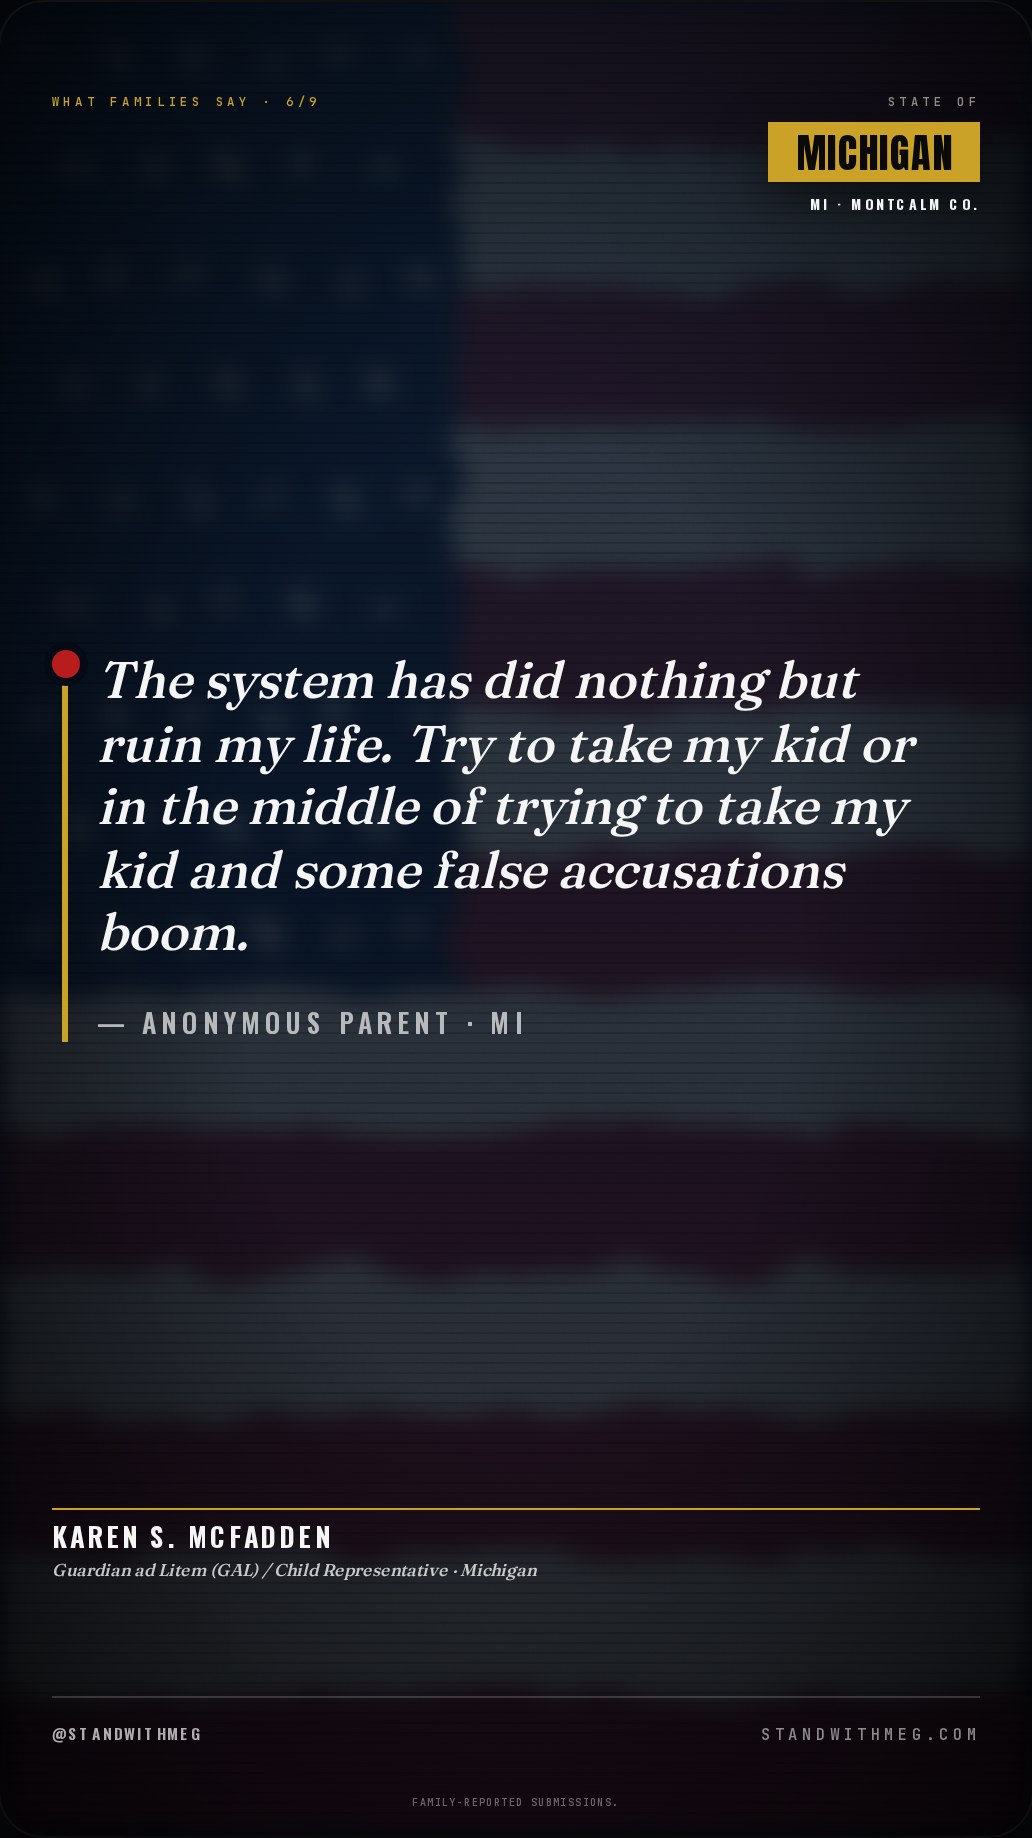 WHAT FAMILIES SAY · 6/9
STATE OF
MICHIGAN
MI · MONTCALM CO.
The system has did nothing but
ruin my life. Try to take my kid or
in the middle of trying to take my
kid and some false accusations
boom.
— ANONYMOUS PARENT · MI
KAREN S. MCFADDEN
Guardian ad Litem (GAL) / Child Representative · Michigan
@STANDWITHMEG
STANDWITHMEG.COM
FAMILY-REPORTED SUBMISSIONS.